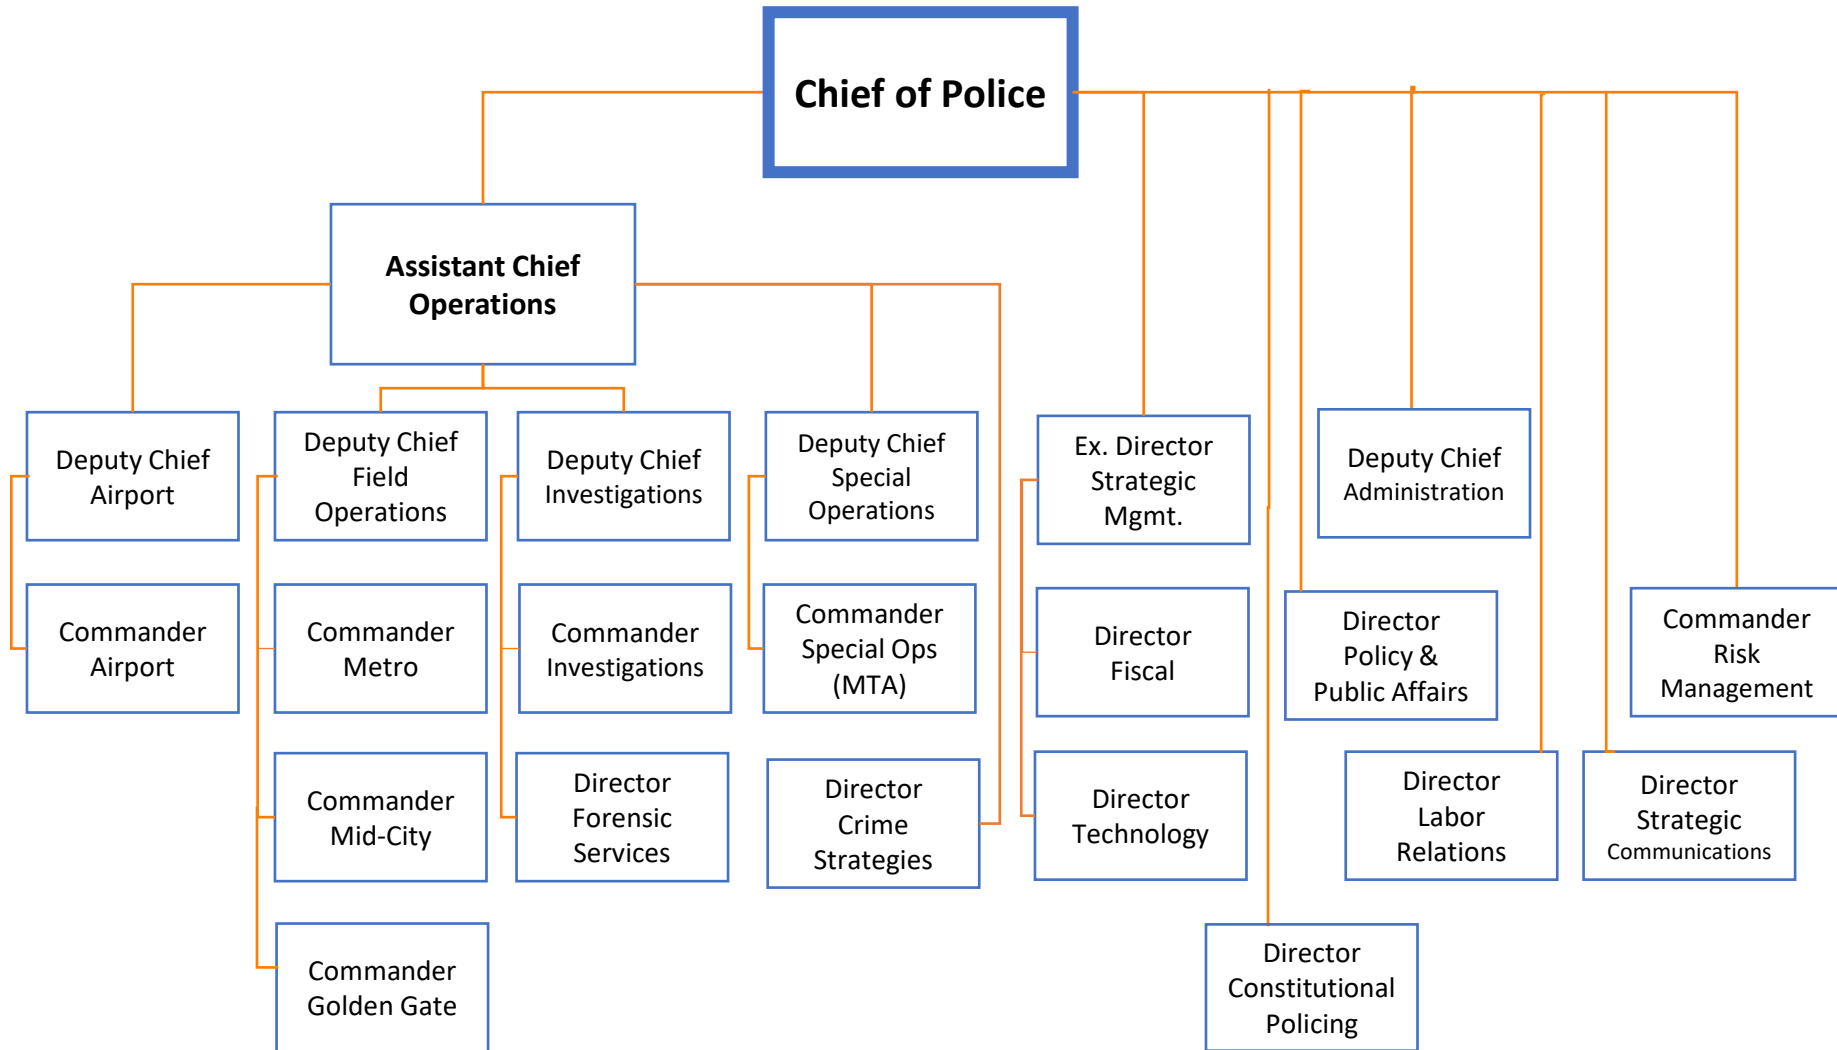 Chief of Police
Assistant Chief
Operations
Deputy Chief
Airport
Deputy Chief
Field
Operations
Deputy Chief
Investigations
Deputy Chief
Special
Operations
Ex. Director
Strategic
Mgmt.
Deputy Chief
Administration
Commander
Airport
Commander
Metro
Commander
Investigations
Commander
Special Ops
(MTA)
Director
Fiscal
Director
Policy &
Public Affairs
Commander
Risk
Management
Commander
Mid-City
Director
Forensic
Services
Director
Crime
Strategies
Director
Technology
Director
Labor
Relations
Director
Strategic
Communications
Commander
Golden Gate
Director
Constitutional
Policing